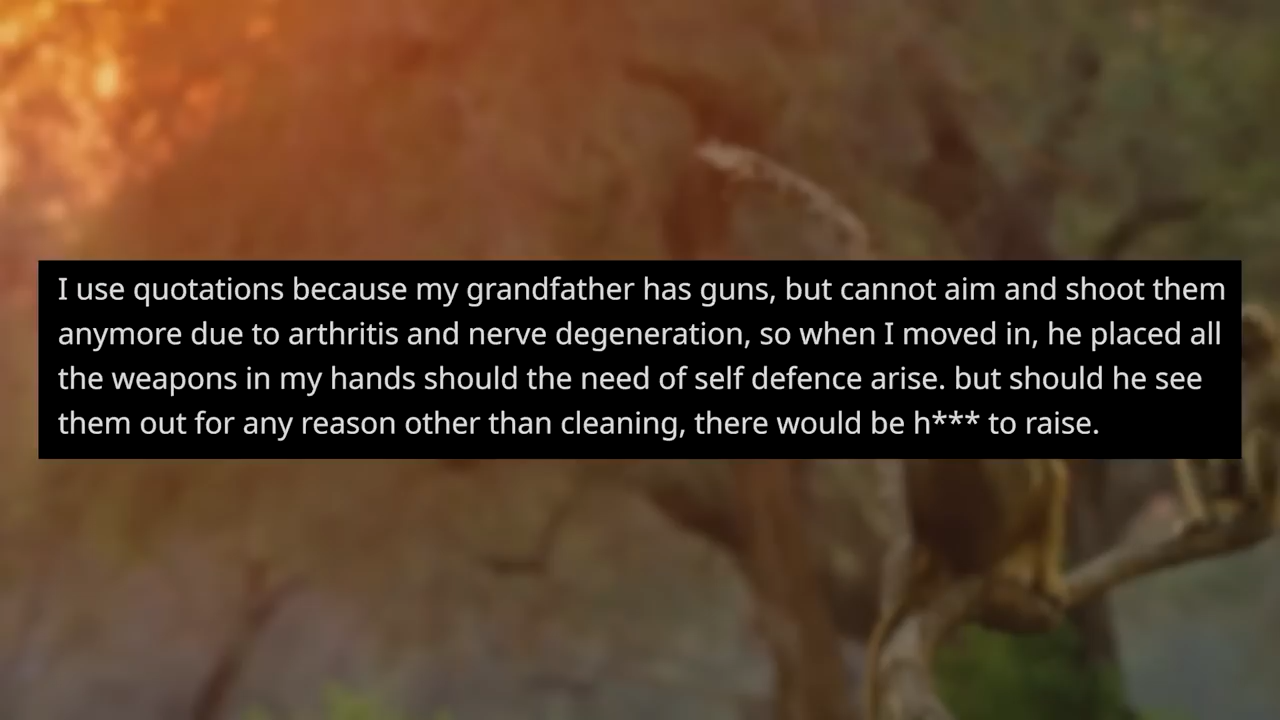 I use quotations because my grandfather has guns, but cannot aim and shoot them
anymore due to arthritis and nerve degeneration, so when I moved in, he placed all
the weapons in my hands should the need of self defence arise. but should he see
them out for any reason other than cleaning, there would be h*** to raise.